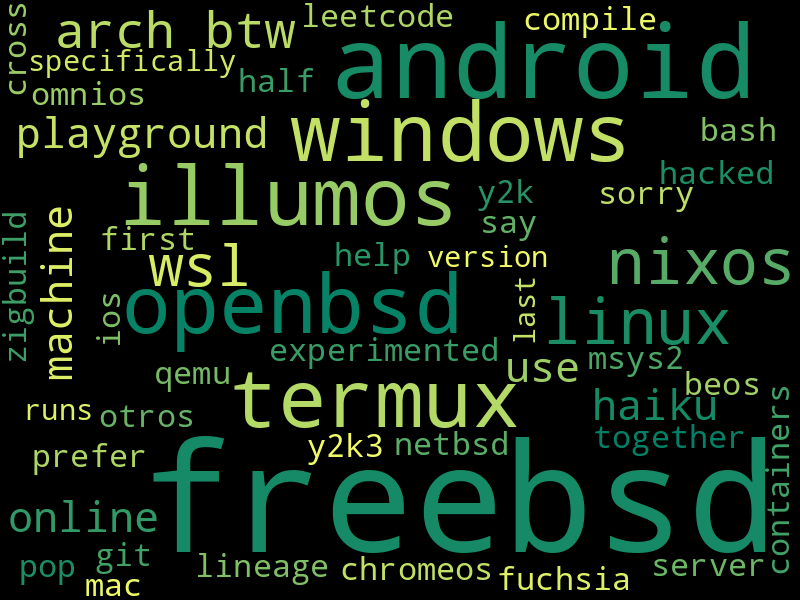 cross
arch btw
leetcode
compile
specifically
android
omnios
half
playground
windows
bash
illumos
y2k
hacked
sorry
say
first
zigbuild
machine
wsl
help
version
nixos
ios
openbsd
last
linux
experimented
msys2
qemu
termux
use
beos
runs
otros
haiku
containers
prefer
y2k3
netbsd
together
freebsd
online
pop
git
lineage
chromeos
server
mac
fuchsia